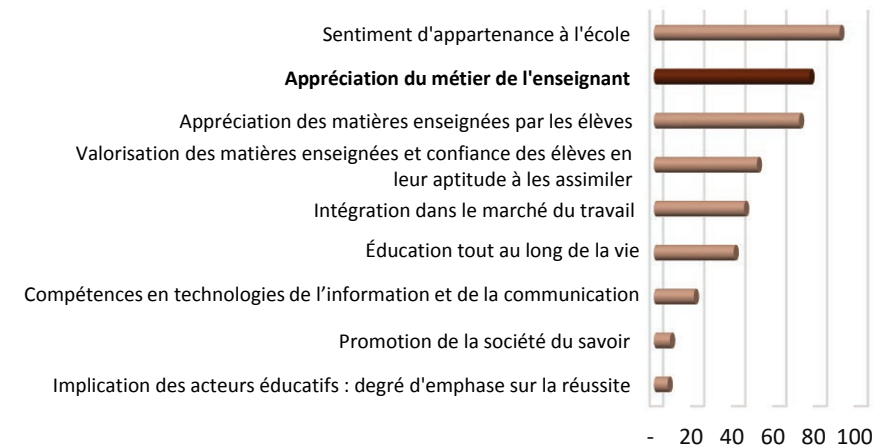 Sentiment d'appartenance à l'école
Appréciation du métier de l'enseignant
Appréciation des matières enseignées par les élèves
Valorisation des matières enseignées et confiance des élèves en
leur aptitude à les assimiler
Intégration dans le marché du travail
Éducation tout au long de la vie
Compétences en technologies de l’information et de la communication
Promotion de la société du savoir
Implication des acteurs éducatifs : degré d'emphase sur la réussite
- 20 40 60 80 100